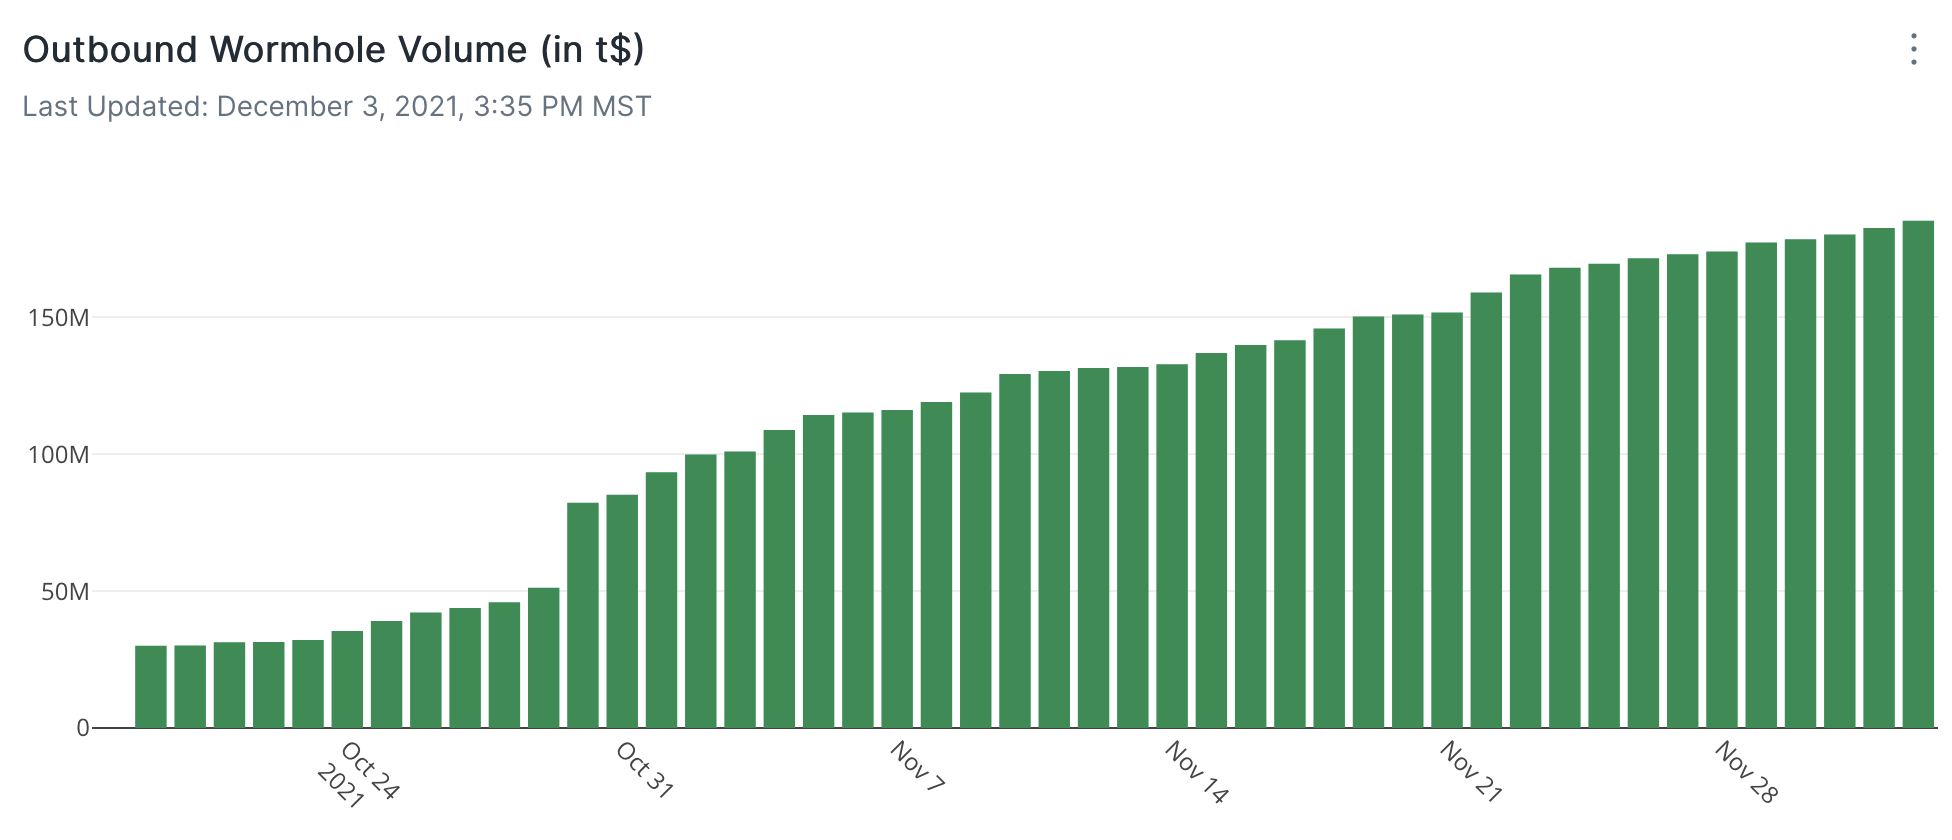 Outbound Wormhole Volume (in t$)
Last Updated: December 3, 2021, 3:35 PM MST
150M
100M
50M
0
Oct 24
2021
Oct 31
Nov 7
Nov 14
Nov 21
Nov 28